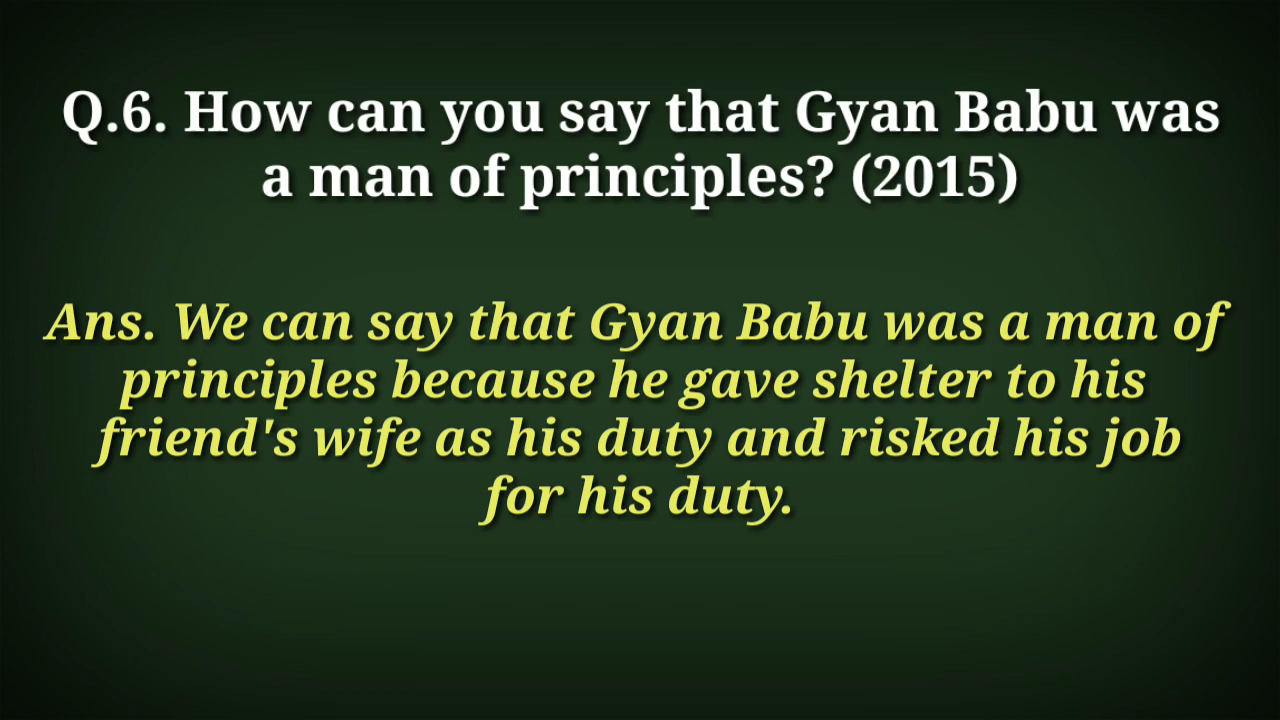 Q.6. How can you say that Gyan Babu was
a man of principles? (2015)
Ans. We can say that Gyan Babu was a man of
principles because he gave shelter to his
friend's wife as his duty and risked his job
for his duty.